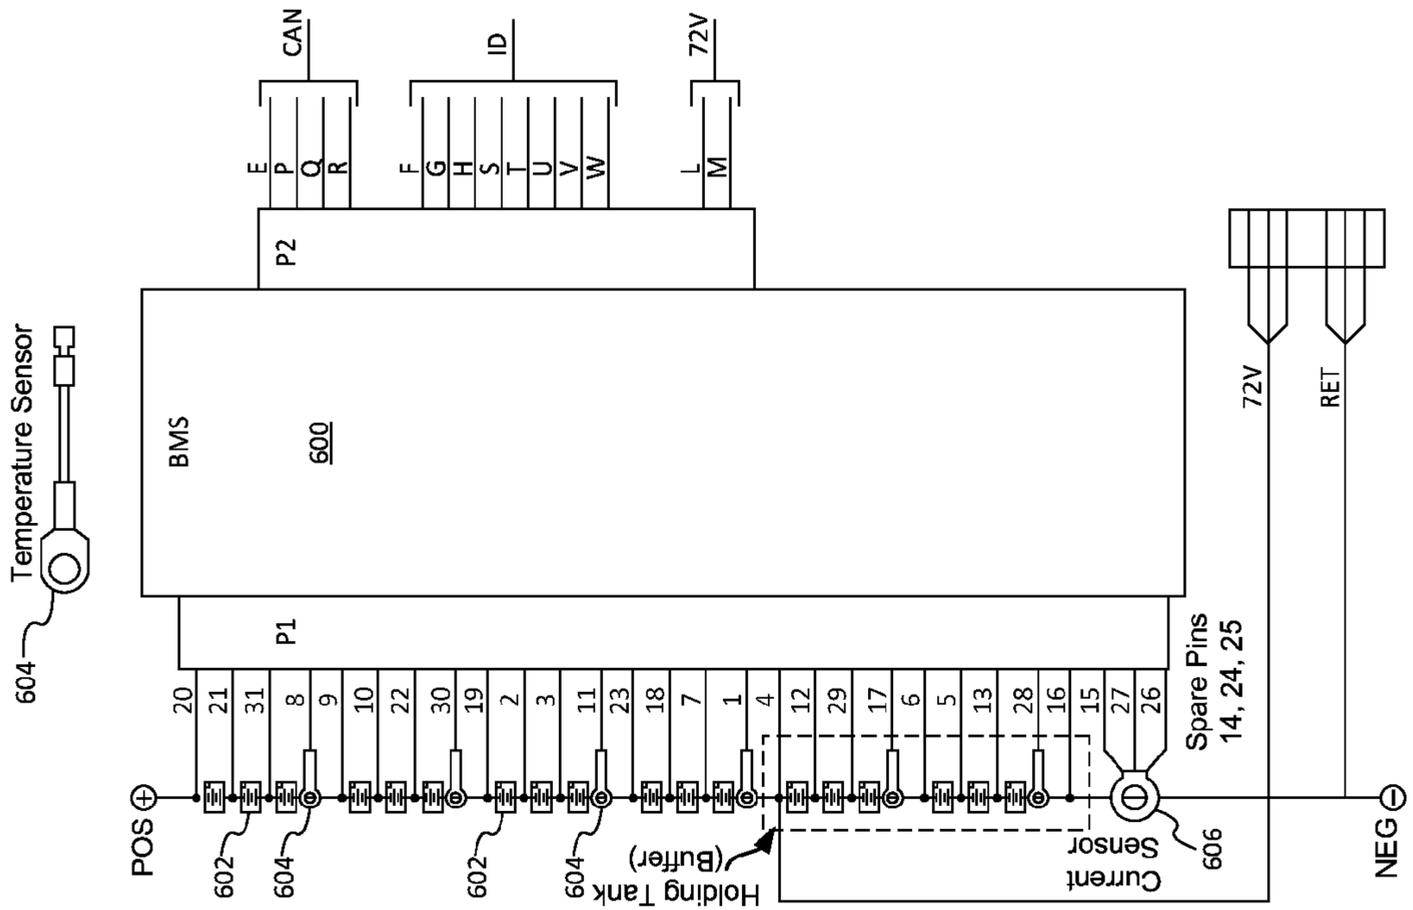 CAN
ID
72V
E
P
Q
R
F
G
H
S
T
U
V
W
L
M
P2
Temperature Sensor
604
BMS
600
72V
RET
P1
20
21
31
8
9
10
22
30
19
2
3
11
23
18
7
1
4
12
29
17
6
5
13
28
16
15
27
26
Spare Pins
14, 24, 25
POS
+
602
604
602
604
Holding Tank
(Buffer)
Current
Sensor
606
NEG
−